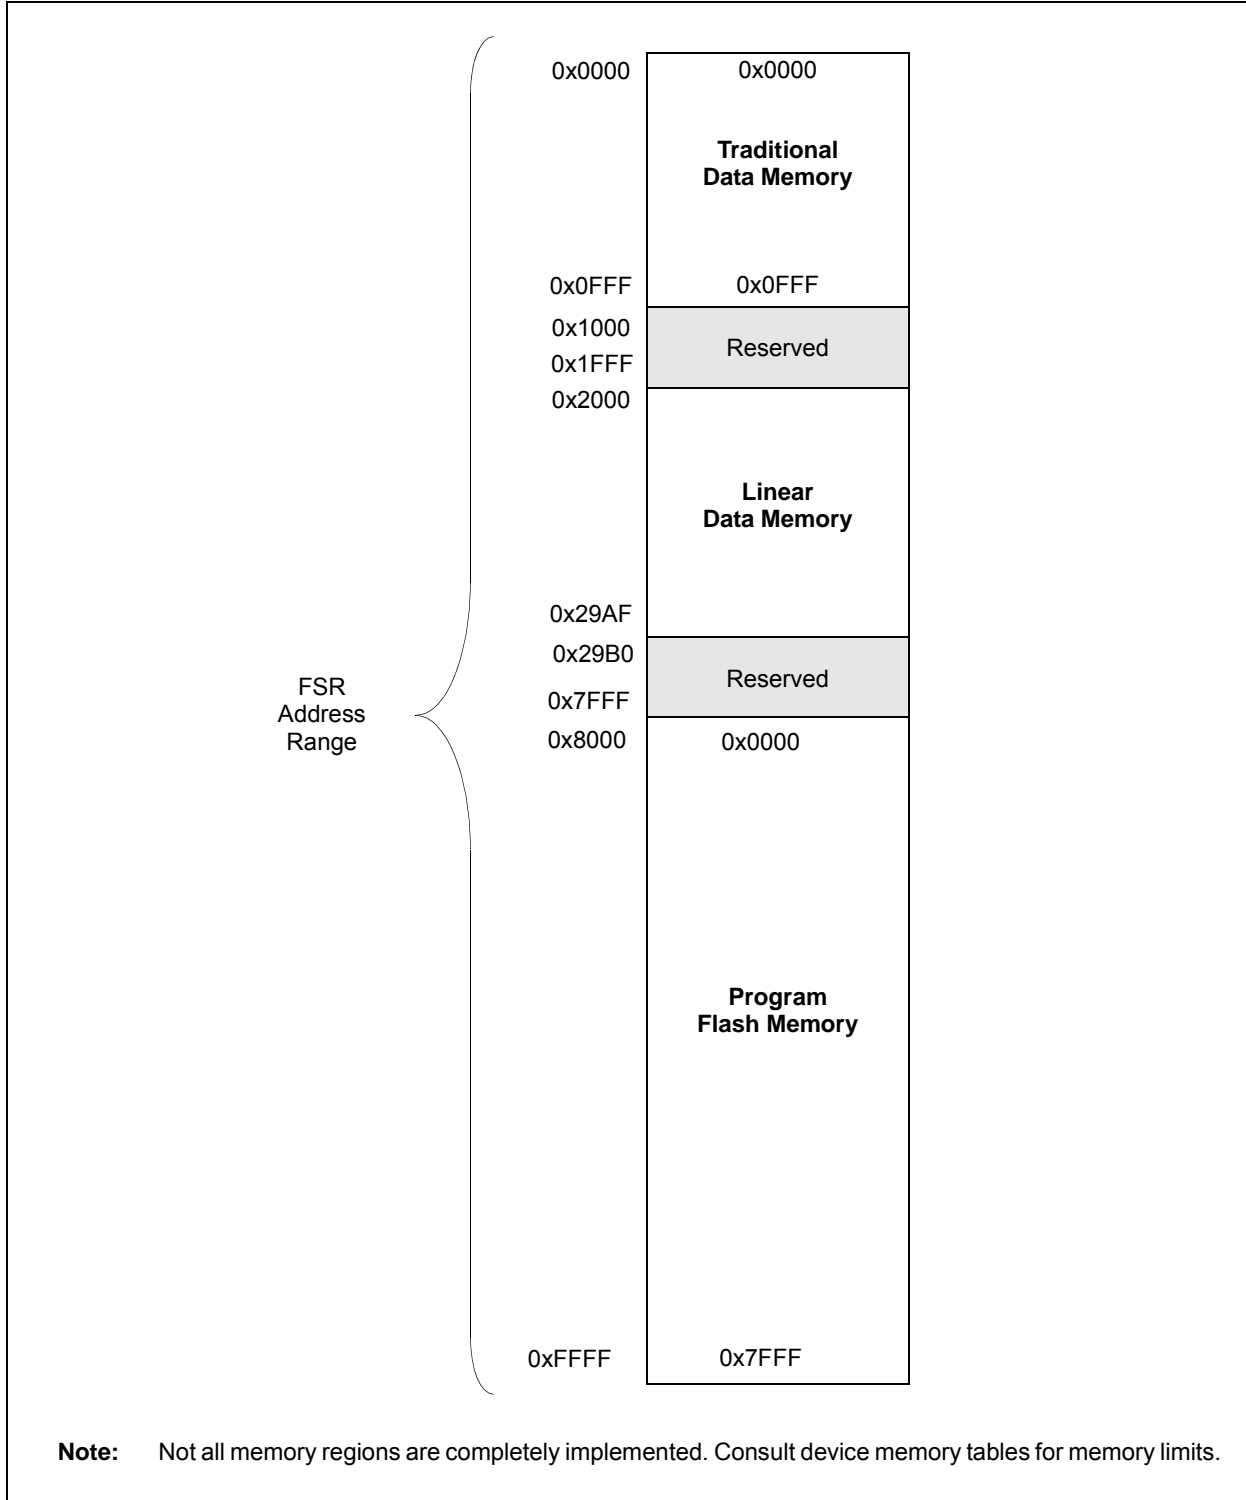 0x0000 0x0000
Traditional
Data Memory
0x0FFF 0x0FFF
0x1000
Reserved
0x1FFF
0x2000
Linear
Data Memory
0x29AF
0x29B0
Reserved
0x7FFF
FSR
Address
Range
0x8000 0x0000
Program
Flash Memory
0xFFFF 0x7FFF
Note: Not all memory regions are completely implemented. Consult device memory tables for memory limits.